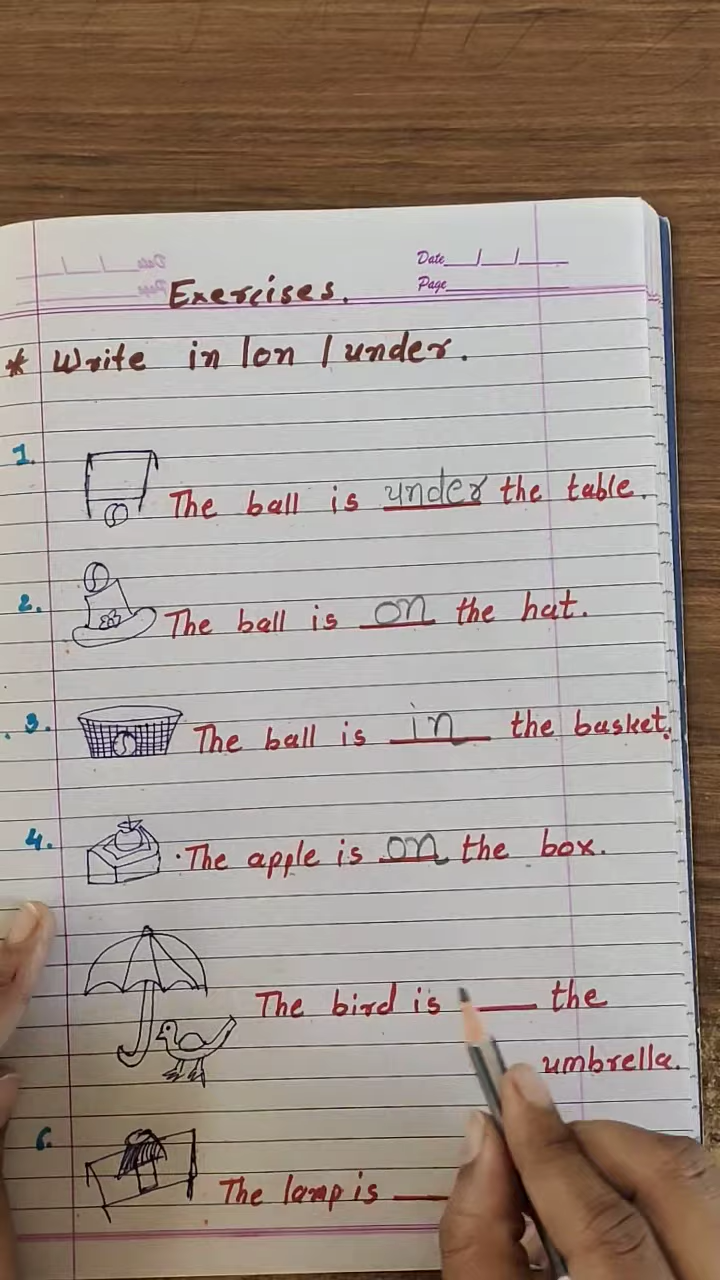 Date
Page
Exercises.
* Write in / on / under.
1. The ball is under the table.
2. The ball is on the hat.
3. The ball is in the basket.
4. The apple is on the box.
The bird is ____ the
umbrella.
6. The lamp is ____